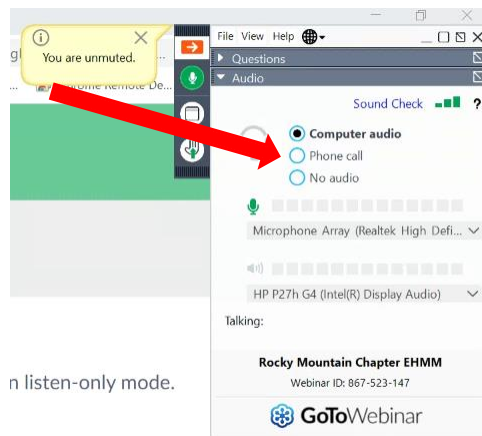 You are unmuted.
File View Help
Questions
Audio
Sound Check
?
Computer audio
Phone call
No audio
Microphone Array (Realtek High Defi...
HP P27h G4 (Intel(R) Display Audio)
Talking:
Rocky Mountain Chapter EHMM
Webinar ID: 867-523-147
n listen-only mode.
GoToWebinar